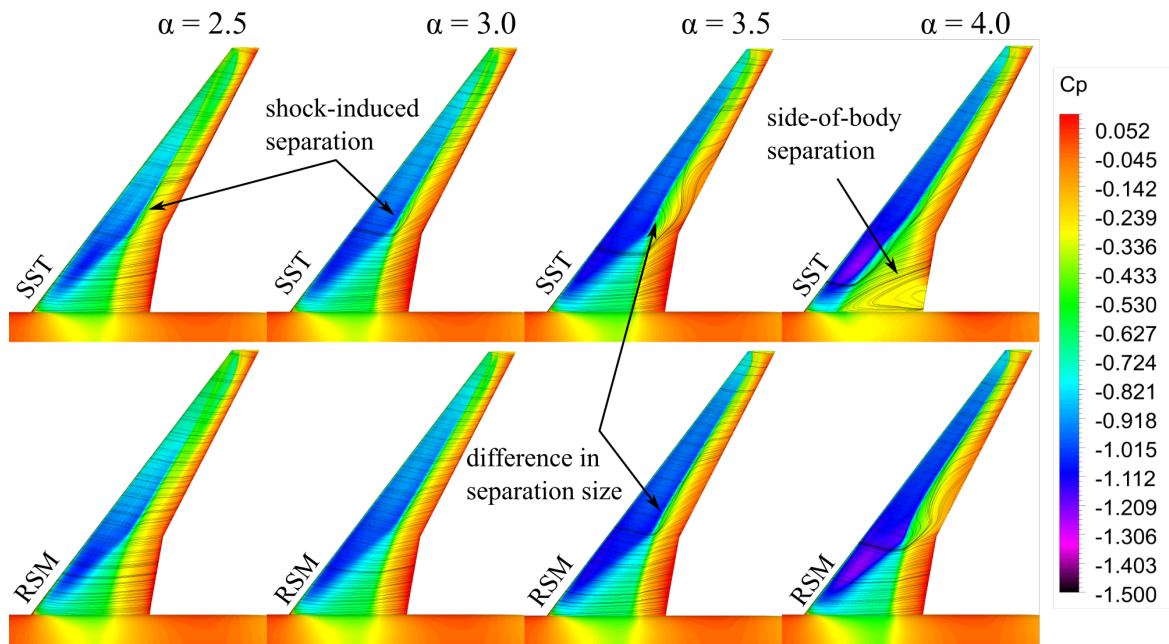 α = 2.5
α = 3.0
α = 3.5
α = 4.0
shock-induced
separation
side-of-body
separation
SST
SST
SST
SST
difference in
separation size
RSM
RSM
RSM
RSM
Cp
0.052
-0.045
-0.142
-0.239
-0.336
-0.433
-0.530
-0.627
-0.724
-0.821
-0.918
-1.015
-1.112
-1.209
-1.306
-1.403
-1.500